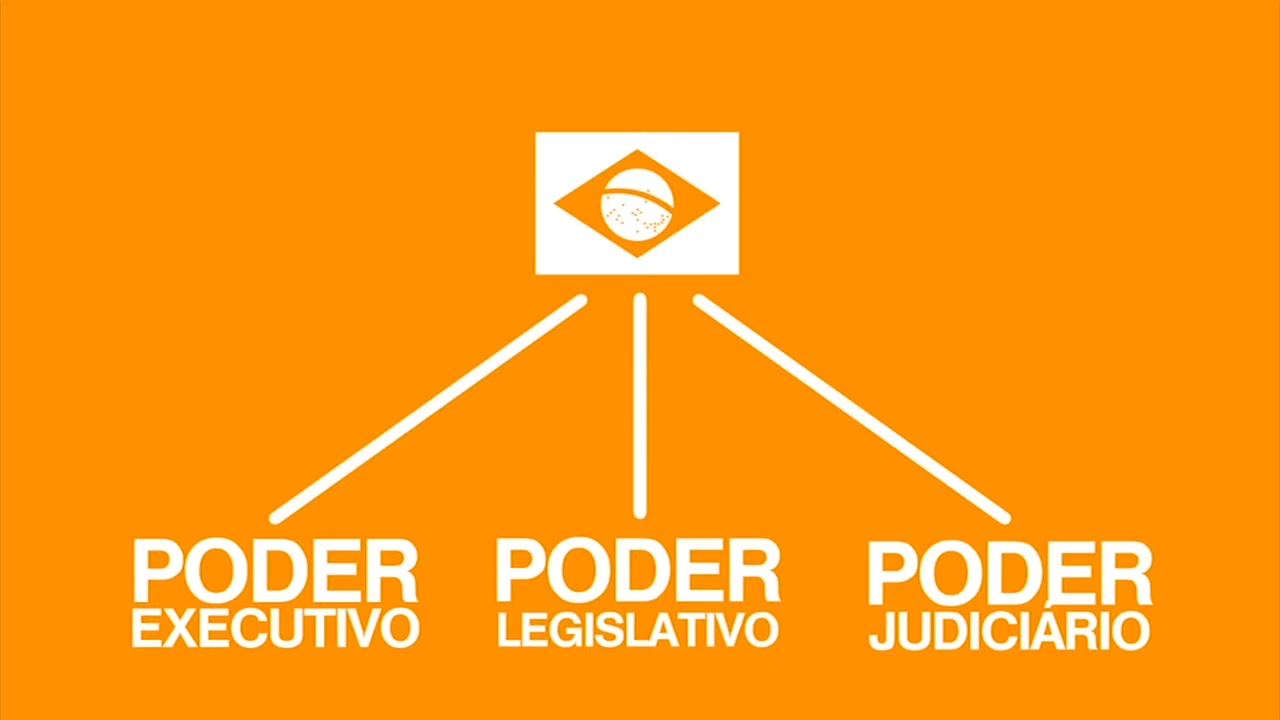 PODER
EXECUTIVO
PODER
LEGISLATIVO
PODER
JUDICIÁRIO